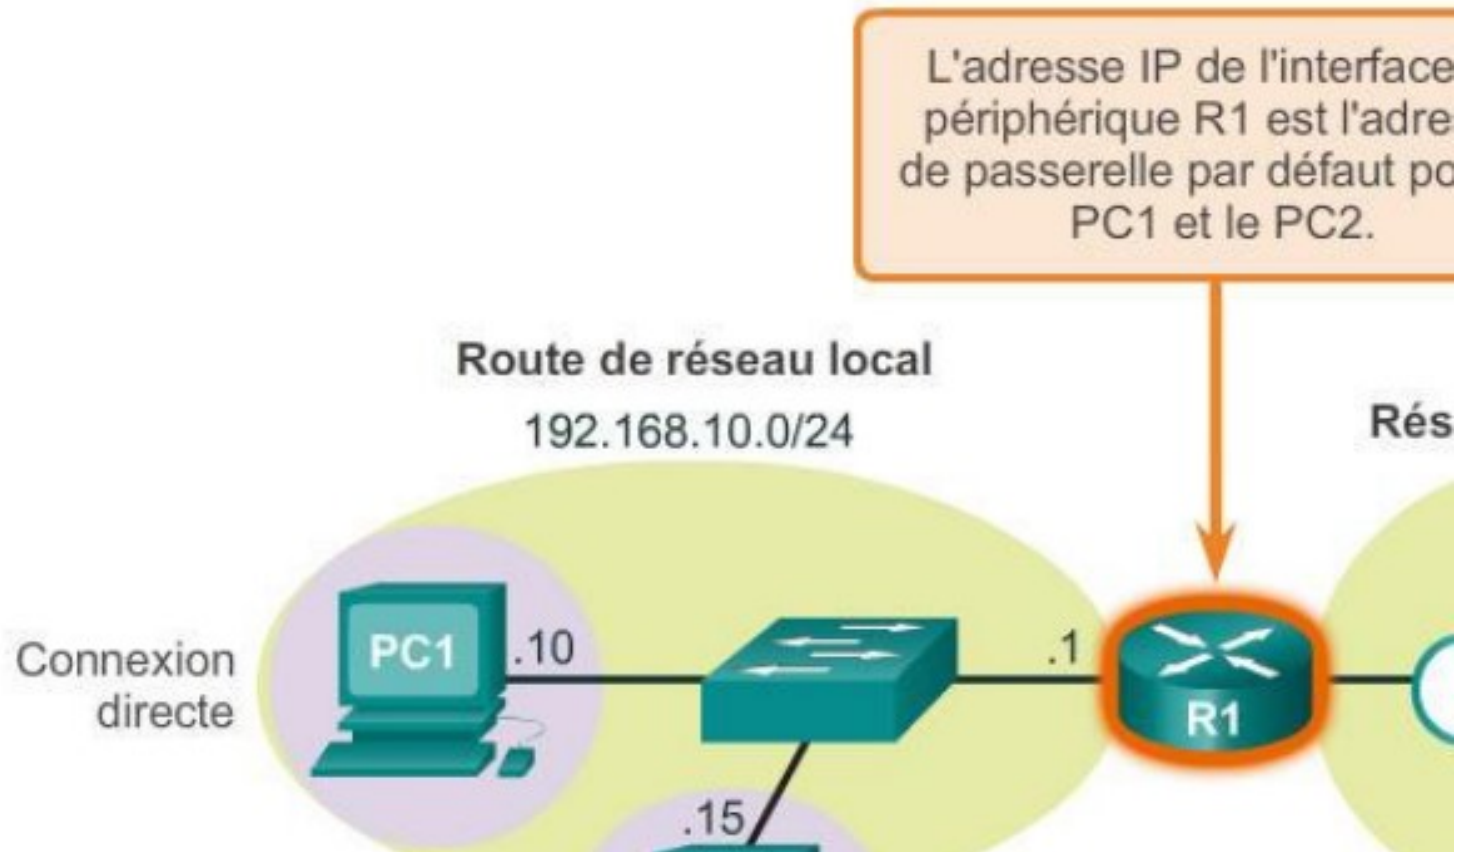 L'adresse IP de l'interface
périphérique R1 est l'adre
de passerelle par défaut po
PC1 et le PC2.
Route de réseau local
192.168.10.0/24
Rés
Connexion
directe
PC1
.10
.1
R1
.15